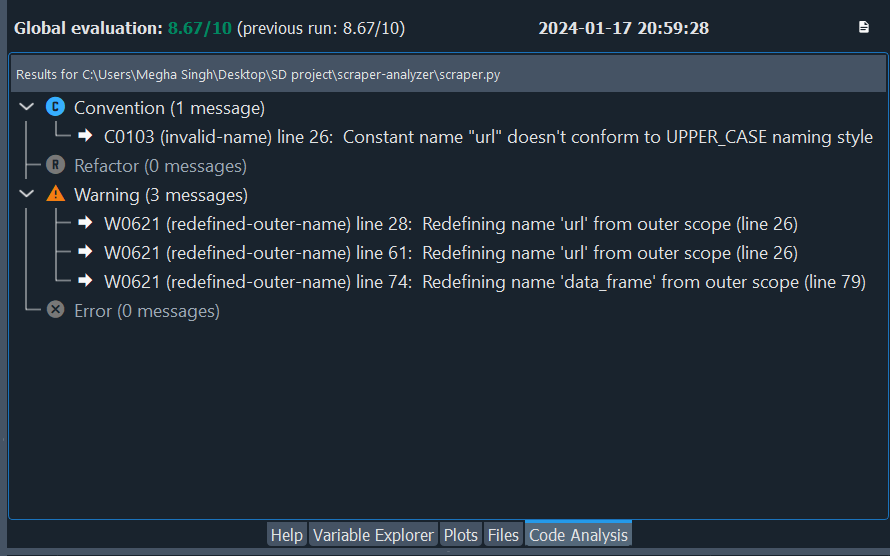 Global evaluation: 8.67/10 (previous run: 8.67/10) 2024-01-17 20:59:28
Results for C:\Users\Megha Singh\Desktop\SD project\scraper-analyzer\scraper.py
C Convention (1 message)
C0103 (invalid-name) line 26: Constant name "url" doesn't conform to UPPER_CASE naming style
R Refactor (0 messages)
Warning (3 messages)
W0621 (redefined-outer-name) line 28: Redefining name 'url' from outer scope (line 26)
W0621 (redefined-outer-name) line 61: Redefining name 'url' from outer scope (line 26)
W0621 (redefined-outer-name) line 74: Redefining name 'data_frame' from outer scope (line 79)
Error (0 messages)
Help Variable Explorer Plots Files Code Analysis